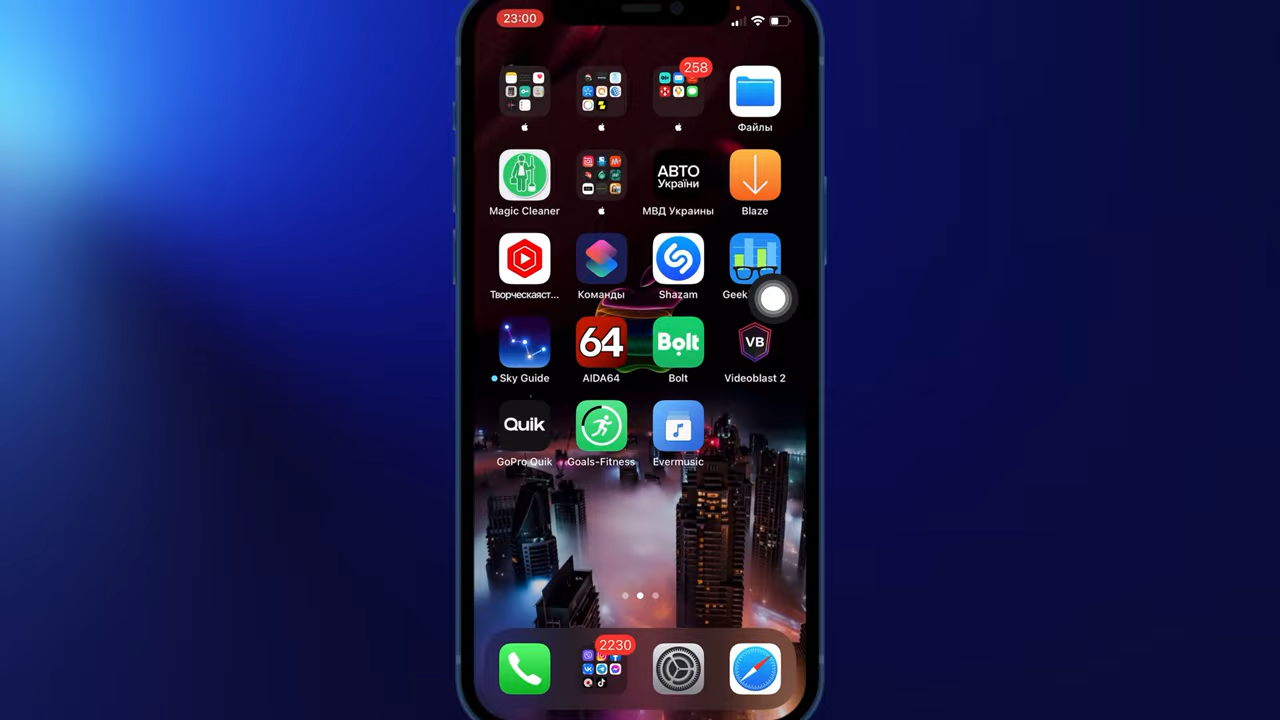 23:00
258
Файлы
АВТО
України
Magic Cleaner
МВД Украины
Blaze
Творческаяст...
Команды
Shazam
Geek
64
Bolt
VB
Sky Guide
AIDA64
Bolt
Videoblast 2
Quik
GoPro Quik
Goals-Fitness
Evermusic
2230